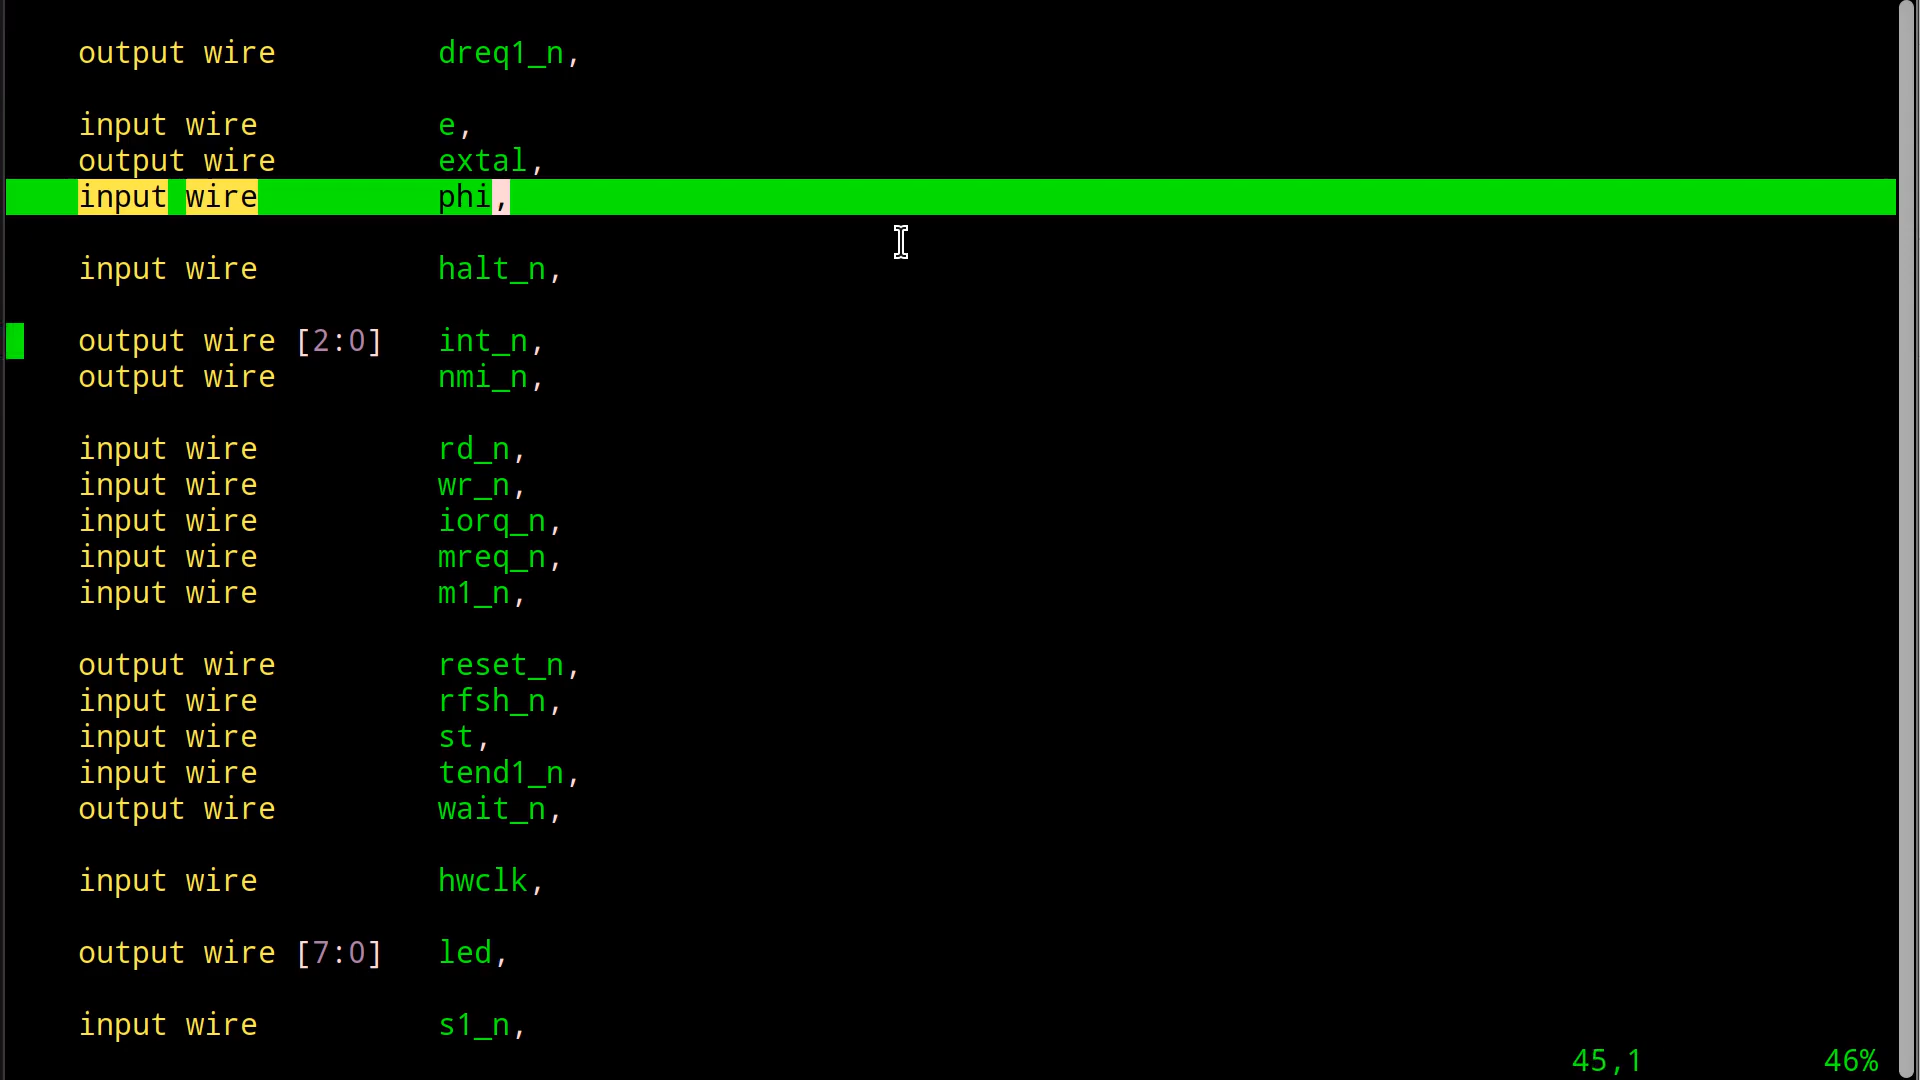 output wire dreq1_n,
input wire e,
output wire extal,
input wire phi,
input wire halt_n,
output wire [2:0] int_n,
output wire nmi_n,
input wire rd_n,
input wire wr_n,
input wire iorq_n,
input wire mreq_n,
input wire m1_n,
output wire reset_n,
input wire rfsh_n,
input wire st,
input wire tend1_n,
output wire wait_n,
input wire hwclk,
output wire [7:0] led,
input wire s1_n,
45,1 46%